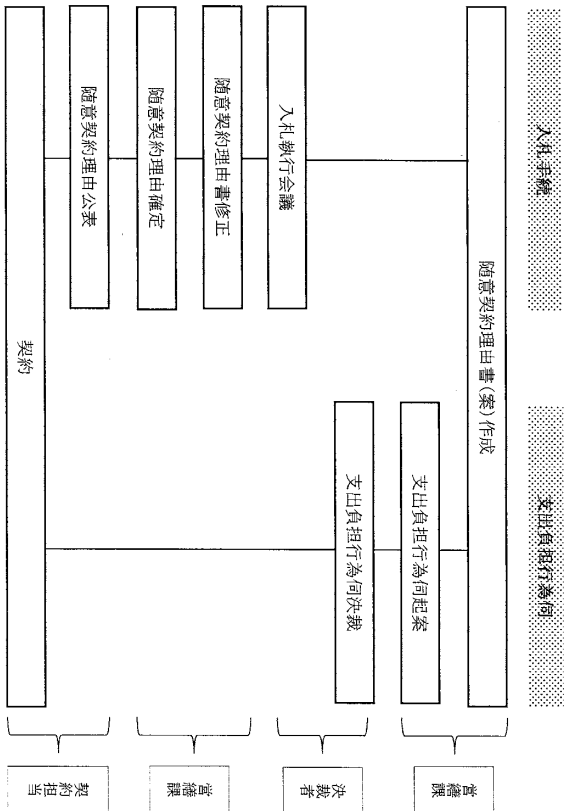 入札手続
支出負担行為伺
随意契約理由書(案)作成
支出負担行為伺起案
支出負担行為伺決裁
入札執行会議
随意契約理由書修正
随意契約理由確定
随意契約理由公表
契約
営繕課
決裁者
営繕課
契約担当